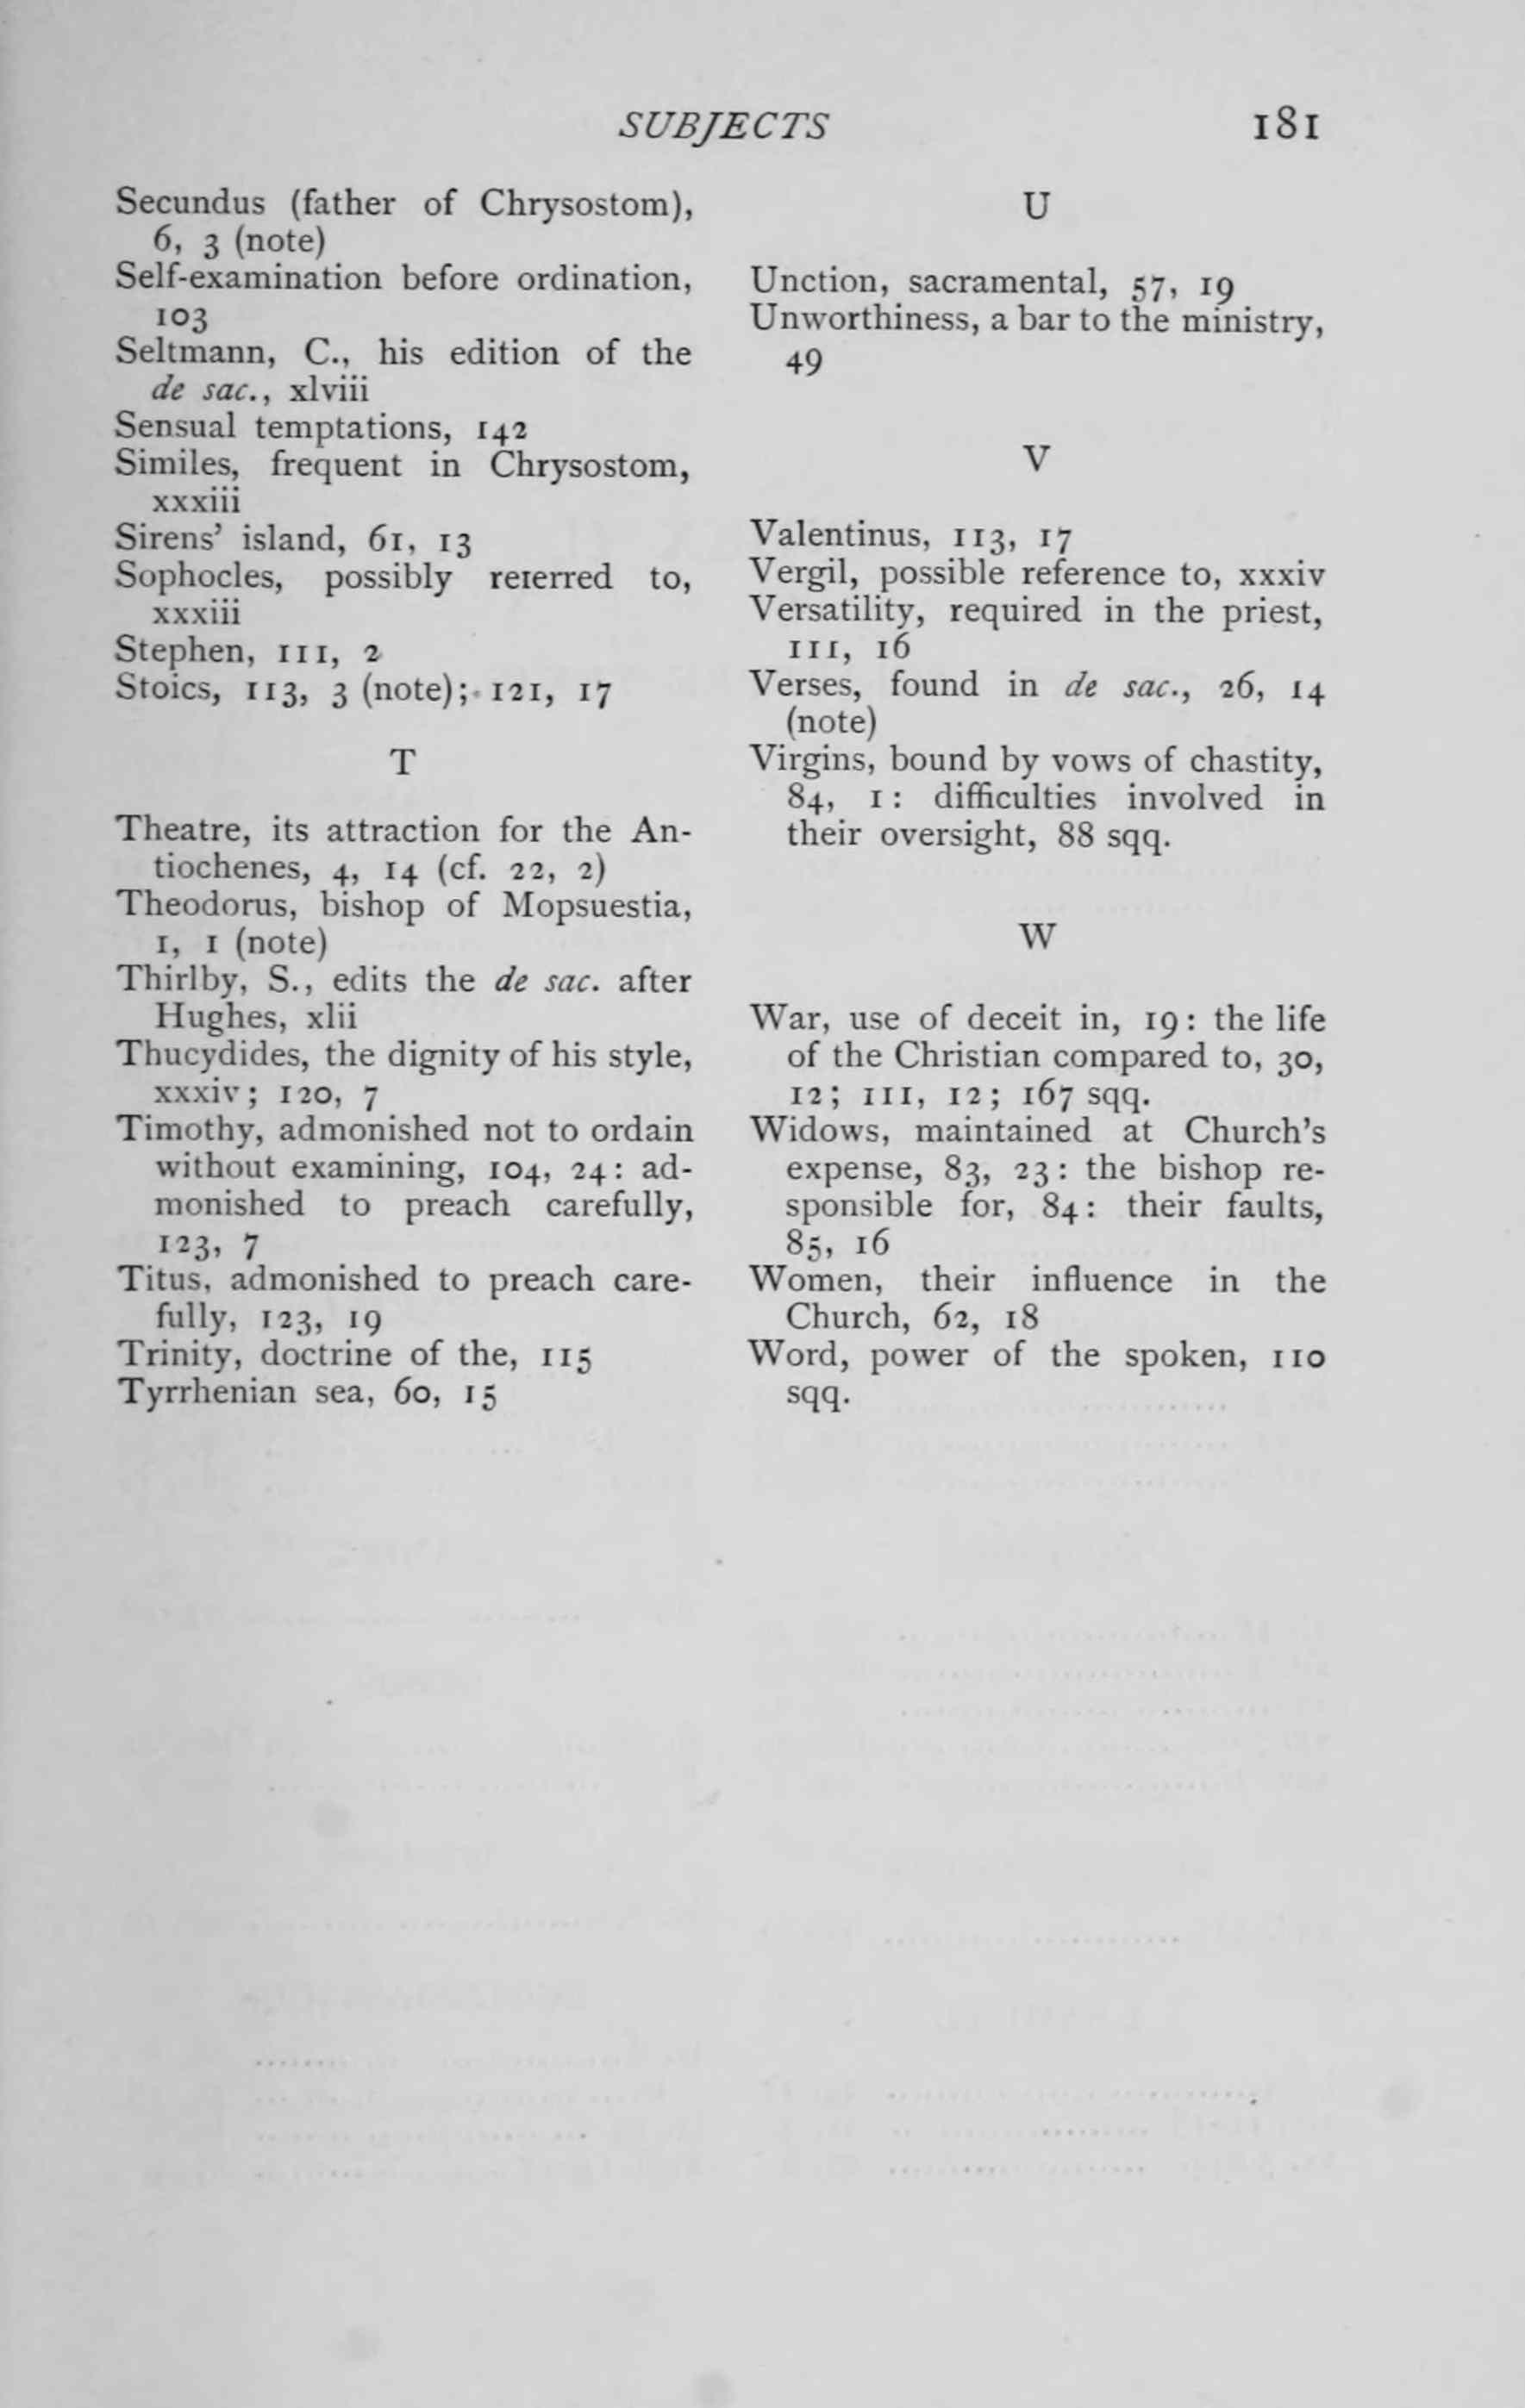 SUBJECTS 181
Secundus (father of Chrysostom),
6, 3 (note)
Self-examination before ordination,
103
Seltmann, C., his edition of the
de sac., xlviii
Sensual temptations, 142
Similes, frequent in Chrysostom,
xxxiii
Sirens' island, 61, 13
Sophocles, possibly referred to,
xxxiii
Stephen, 111, 2
Stoics, 113, 3 (note); 121, 17
T
Theatre, its attraction for the An-
tiochenes, 4, 14 (cf. 22, 2)
Theodorus, bishop of Mopsuestia,
1, 1 (note)
Thirlby, S., edits the de sac. after
Hughes, xlii
Thucydides, the dignity of his style,
xxxiv; 120, 7
Timothy, admonished not to ordain
without examining, 104, 24: ad-
monished to preach carefully,
123, 7
Titus, admonished to preach care-
fully, 123, 19
Trinity, doctrine of the, 115
Tyrrhenian sea, 60, 15
U
Unction, sacramental, 57, 19
Unworthiness, a bar to the ministry,
49
V
Valentinus, 113, 17
Vergil, possible reference to, xxxiv
Versatility, required in the priest,
111, 16
Verses, found in de sac., 26, 14
(note)
Virgins, bound by vows of chastity,
84, 1: difficulties involved in
their oversight, 88 sqq.
W
War, use of deceit in, 19: the life
of the Christian compared to, 30,
12; 111, 12; 167 sqq.
Widows, maintained at Church's
expense, 83, 23: the bishop re-
sponsible for, 84: their faults,
85, 16
Women, their influence in the
Church, 62, 18
Word, power of the spoken, 110
sqq.